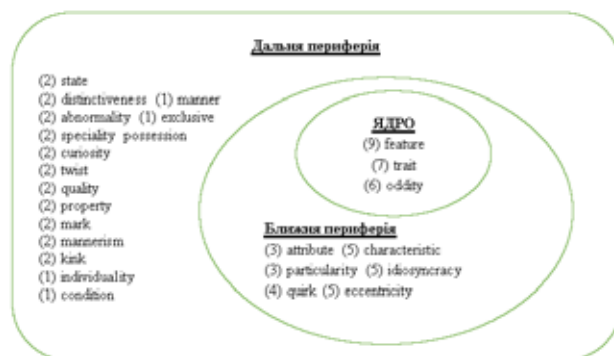 Дальня периферія
(2) state
(2) distinctiveness (1) manner
(2) abnormality (1) exclusive
(2) speciality possession
(2) curiosity
(2) twist
(2) quality
(2) property
(2) mark
(2) mannerism
(2) kink
(1) individuality
(1) condition
ЯДРО
(9) feature
(7) trait
(6) oddity
Ближня периферія
(3) attribute (5) characteristic
(3) particularity (5) idiosyncracy
(4) quirk (5) eccentricity